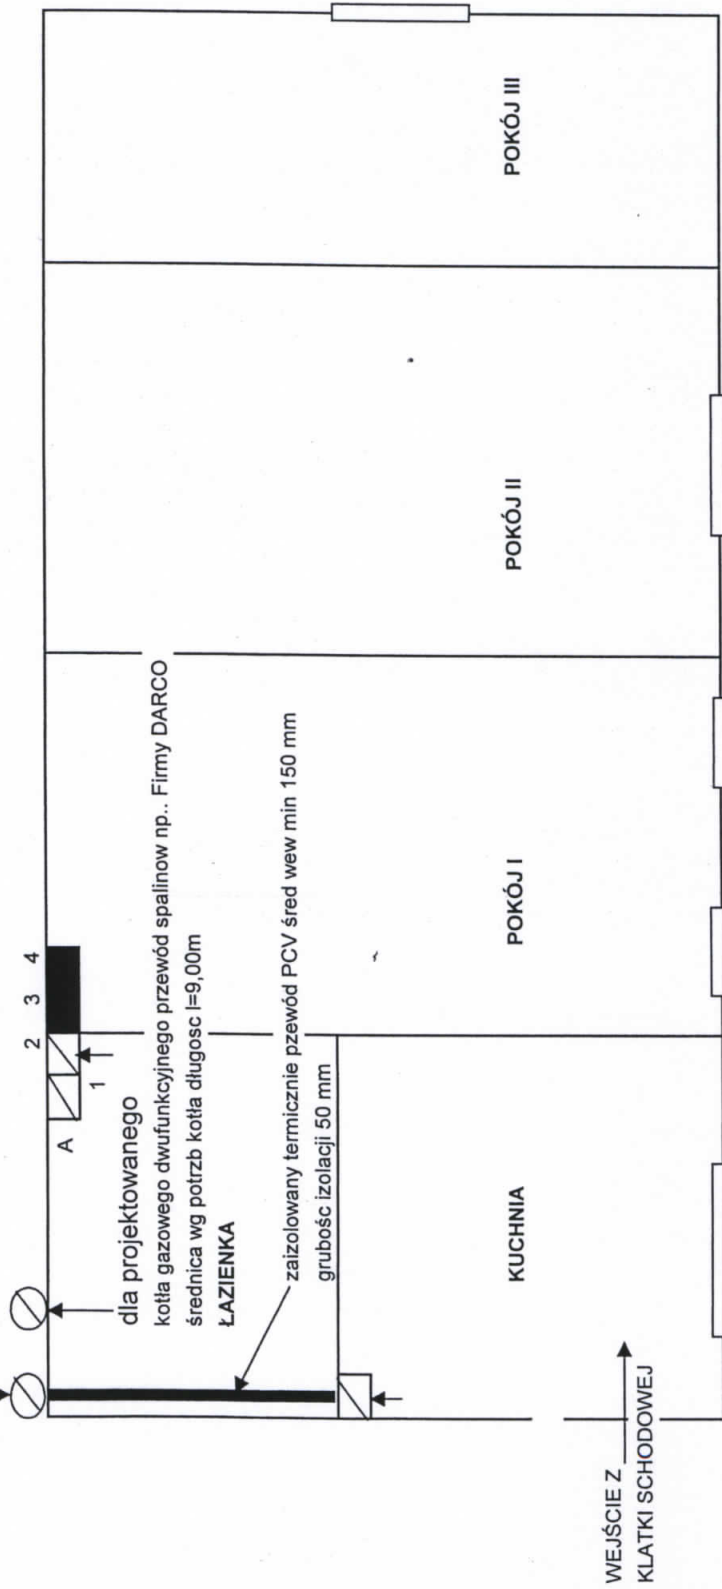 2 3 4
A
1
dla projektowanego
kotła gazowego dwufunkcyjnego przewód spalinow np.. Firmy DARCO
średnica wg potrzb kotła długosc l=9,00m
ŁAZIENKA
zaizolowany termicznie pzewód PCV śred wew min 150 mm
grubośc izolacji 50 mm
KUCHNIA
POKÓJ I
POKÓJ II
POKÓJ III
WEJŚCIE Z
KLATKI SCHODOWEJ